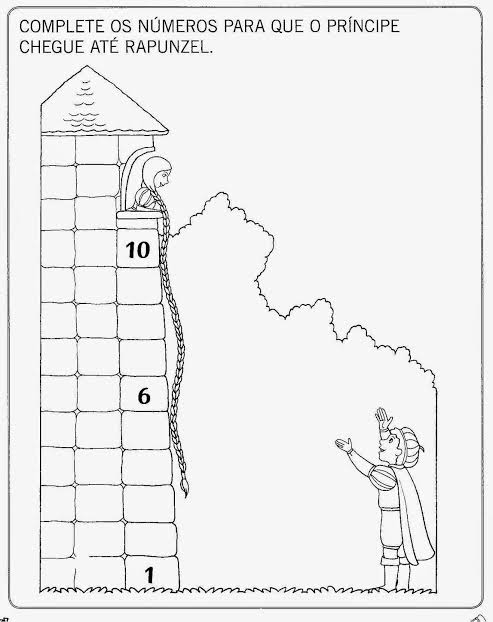 COMPLETE OS NÚMEROS PARA QUE O PRÍNCIPE
CHEGUE ATÉ RAPUNZEL.
10
6
1